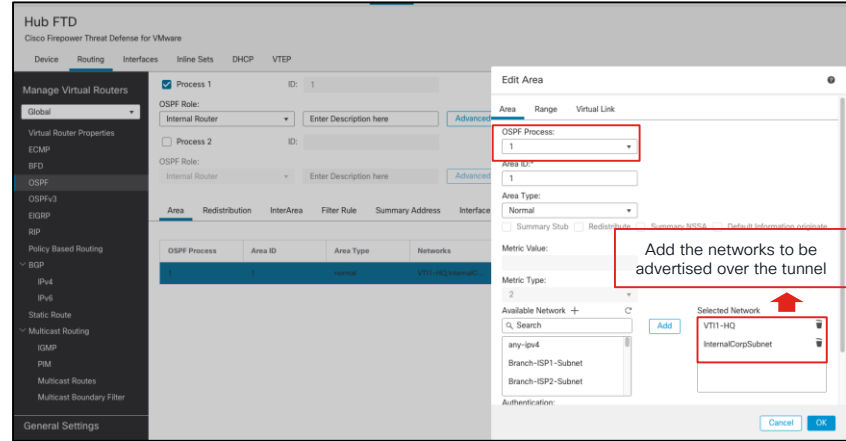 Hub FTD
Cisco Firepower Threat Defense for VMware
Device Routing Interfaces Inline Sets DHCP VTEP
Manage Virtual Routers
Global
Virtual Router Properties
ECMP
BFD
OSPF
OSPFv3
EIGRP
RIP
Policy Based Routing
BGP
IPv4
IPv6
Static Route
Multicast Routing
IGMP
PIM
Multicast Routes
Multicast Boundary Filter
General Settings
Process 1 ID: 1
OSPF Role:
Internal Router Enter Description here Advanced
Process 2 ID:
OSPF Role:
Internal Router Enter Description here Advanced
Area Redistribution InterArea Filter Rule Summary Address Interface
OSPF Process Area ID Area Type Networks
1 1 normal VTI1-HQ,InternalC...
Edit Area
Area Range Virtual Link
OSPF Process:
1
Area ID:*
1
Area Type:
Normal
Summary Stub Redistribute Summary NSSA Default Information originate
Metric Value:
Add the networks to be
advertised over the tunnel
Metric Type:
2
Available Network Selected Network
Search Add
any-ipv4
Branch-ISP1-Subnet
Branch-ISP2-Subnet
VTI1-HQ
InternalCorpSubnet
Authentication:
Cancel OK